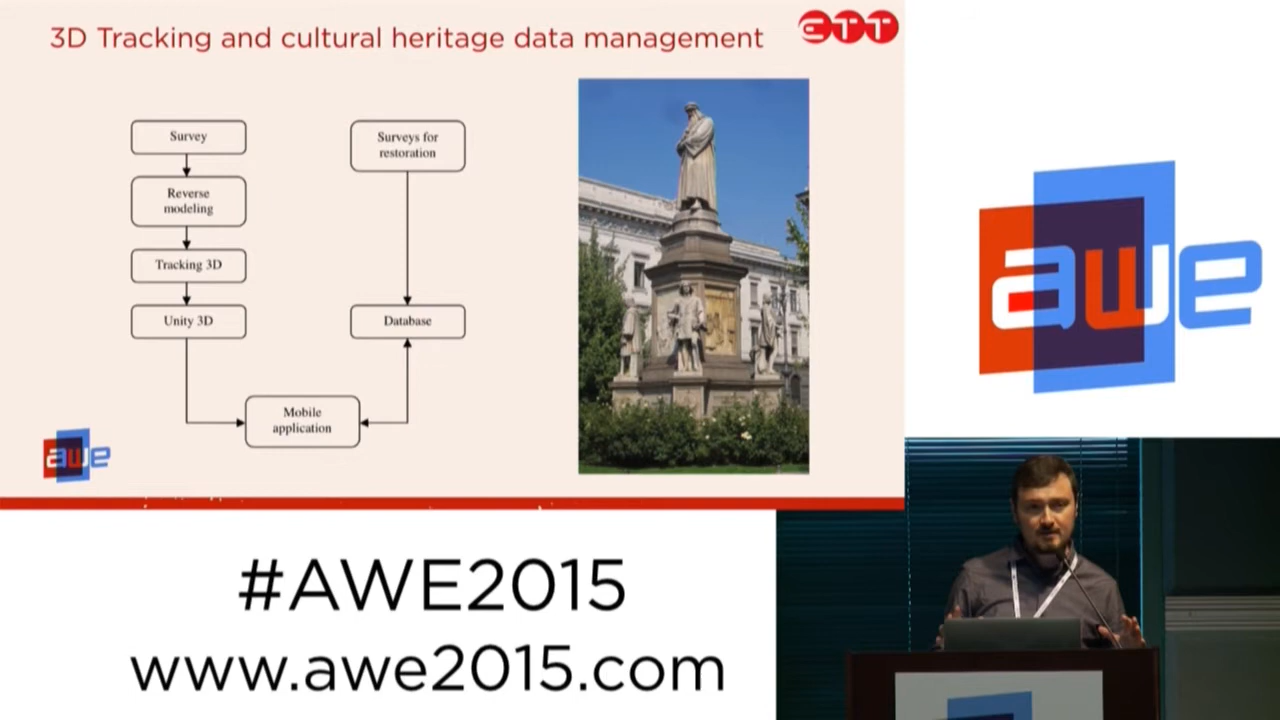 3D Tracking and cultural heritage data management
ETT
Survey
Surveys for
restoration
Reverse
modeling
Tracking 3D
Unity 3D
Database
Mobile
application
awe
awe
#AWE2015
www.awe2015.com